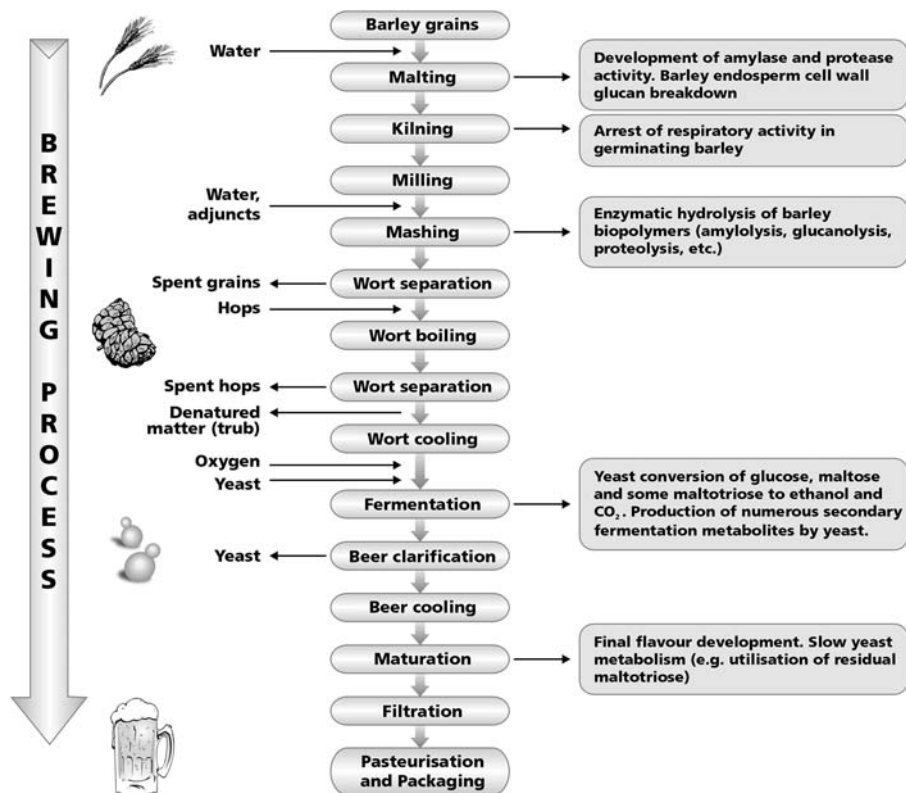 BREWING PROCESS
Barley grains
Water
Malting
Development of amylase and protease
activity. Barley endosperm cell wall
glucan breakdown
Kilning
Arrest of respiratory activity in
germinating barley
Milling
Water,
adjuncts
Mashing
Enzymatic hydrolysis of barley
biopolymers (amylolysis, glucanolysis,
proteolysis, etc.)
Spent grains
Wort separation
Hops
Wort boiling
Spent hops
Wort separation
Denatured
matter (trub)
Wort cooling
Oxygen
Yeast
Fermentation
Yeast conversion of glucose, maltose
and some maltotriose to ethanol and
CO₂. Production of numerous secondary
fermentation metabolites by yeast.
Yeast
Beer clarification
Beer cooling
Maturation
Final flavour development. Slow yeast
metabolism (e.g. utilisation of residual
maltotriose)
Filtration
Pasteurisation
and Packaging